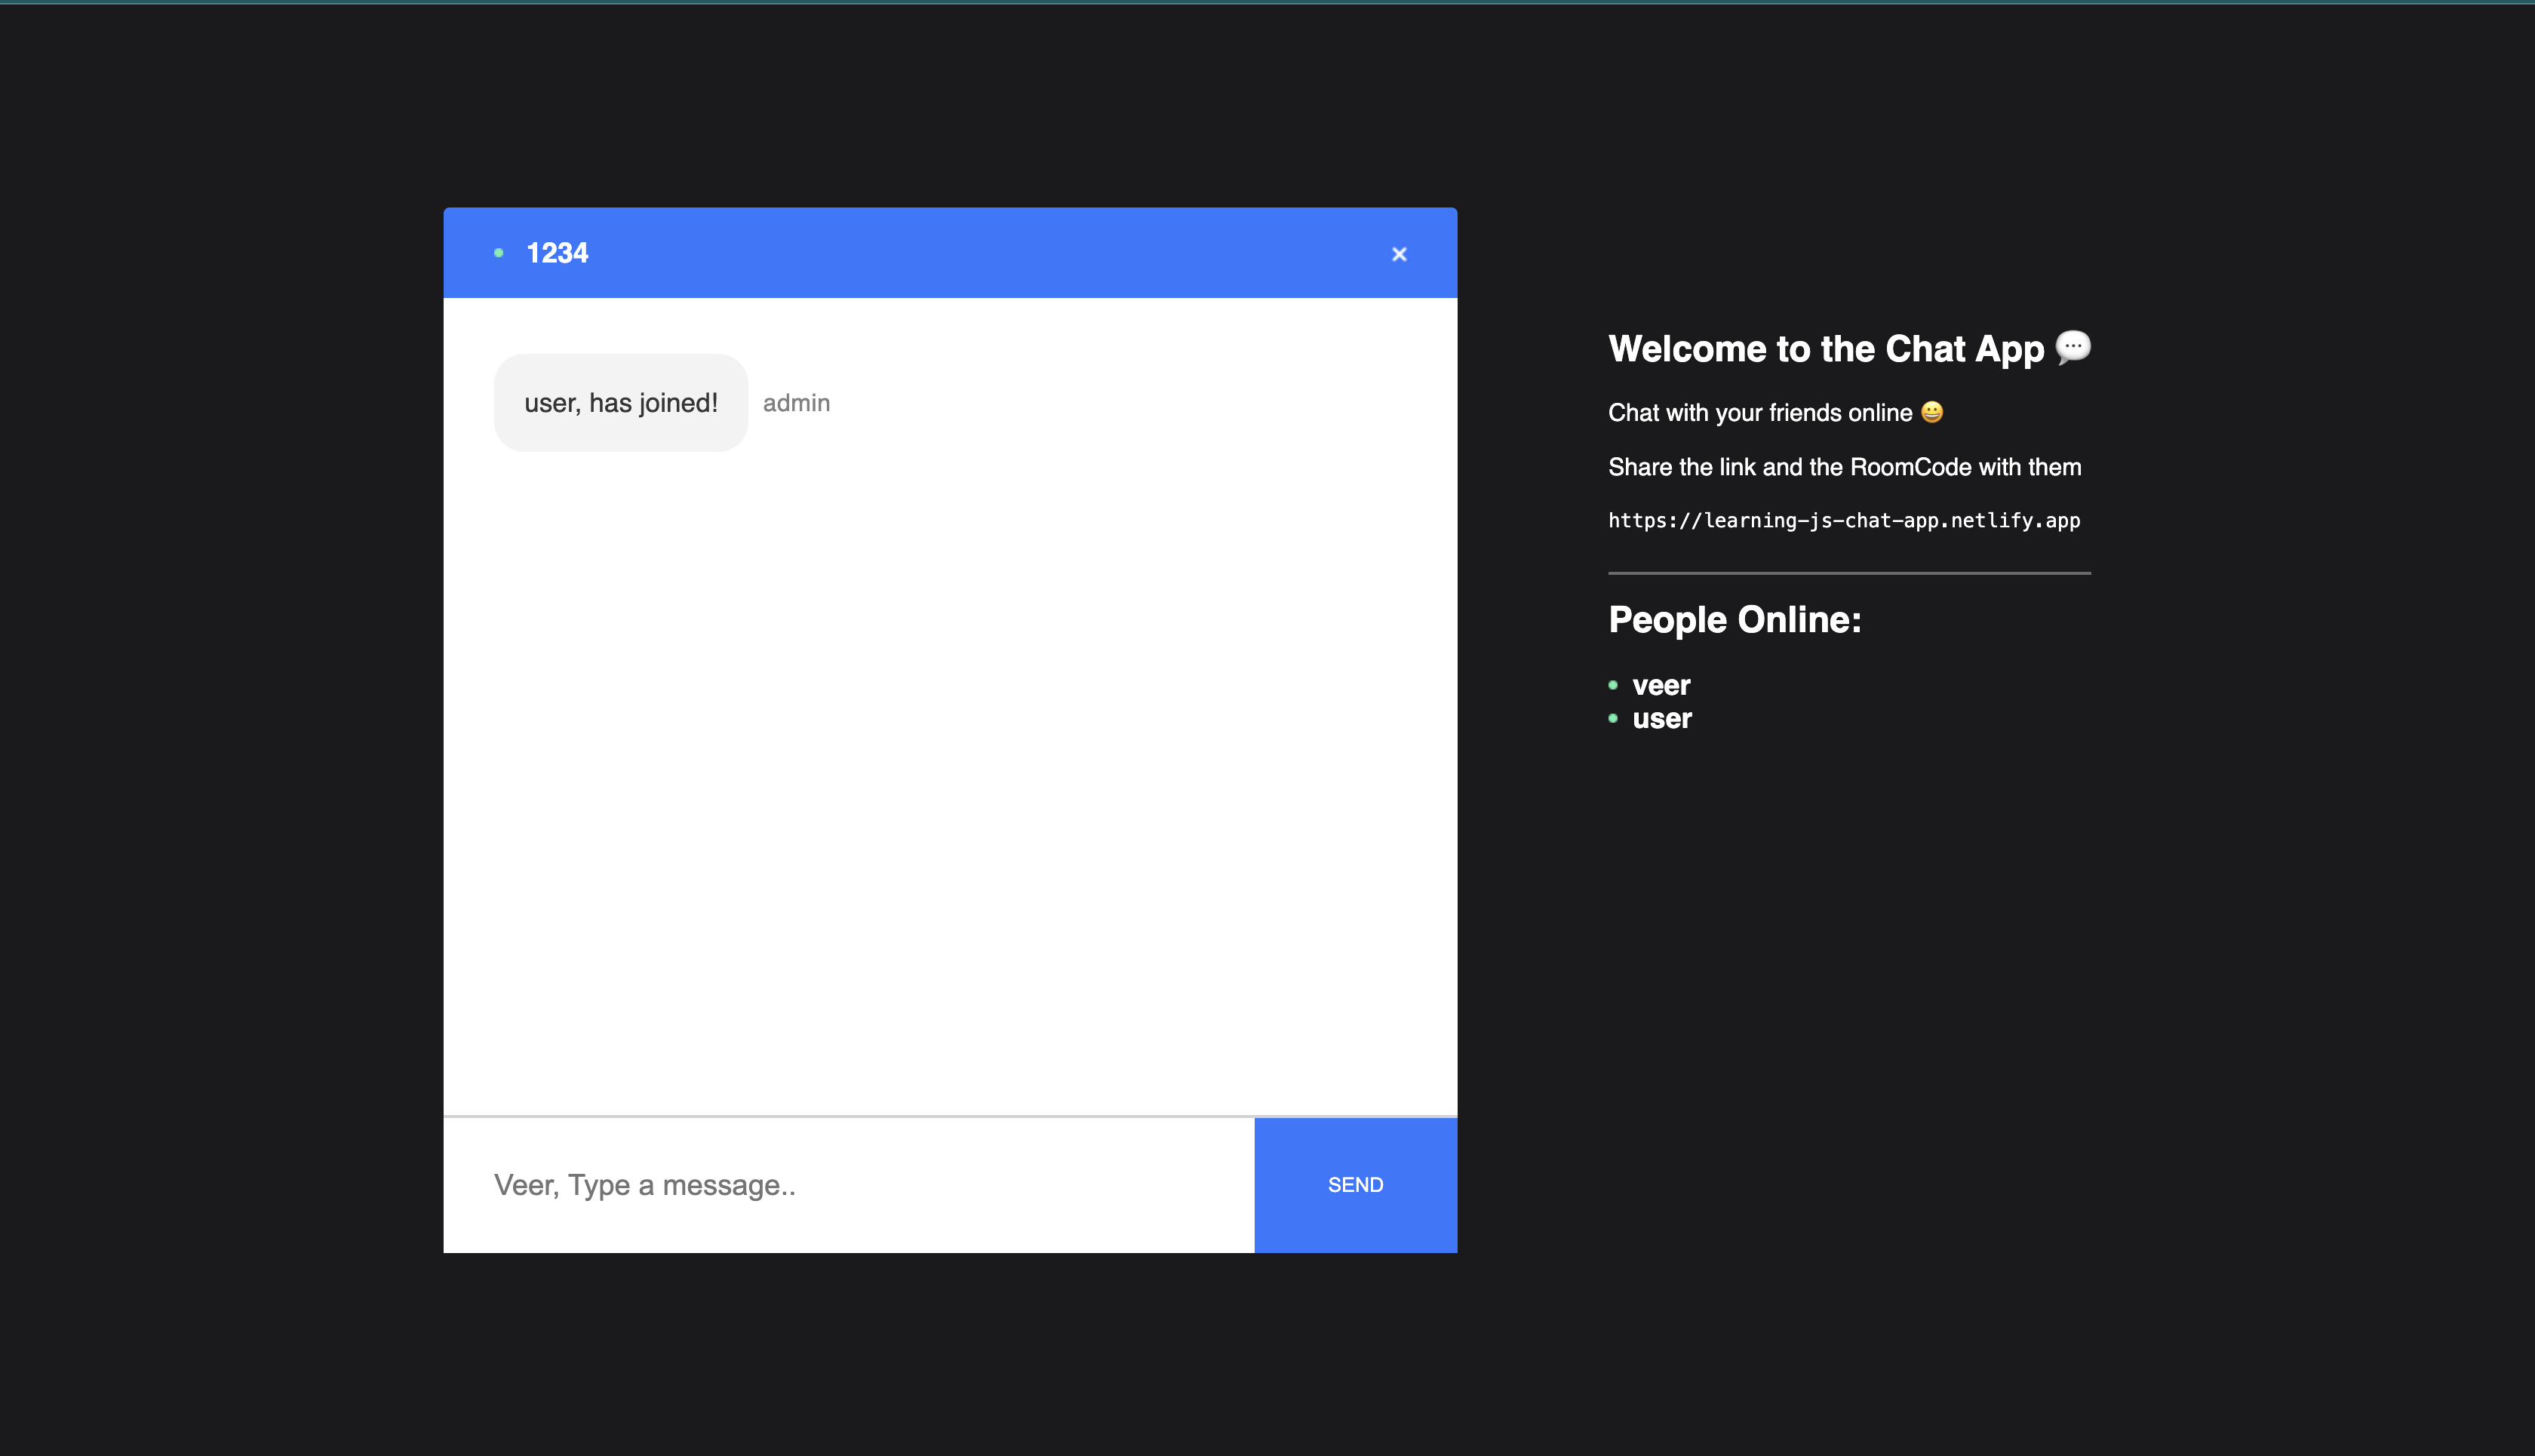 1234
user, has joined! admin
Veer, Type a message..
SEND
Welcome to the Chat App 💬
Chat with your friends online 😀
Share the link and the RoomCode with them
https://learning-js-chat-app.netlify.app
People Online:
veer
user